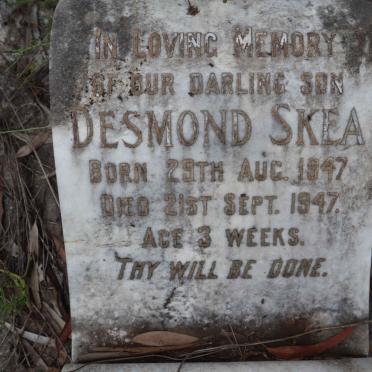 IN LOVING MEMORY
OF OUR DARLING SON
DESMOND SKEA
BORN 29TH AUG. 1947
DIED 21ST SEPT. 1947.
AGE 3 WEEKS.
THY WILL BE DONE.